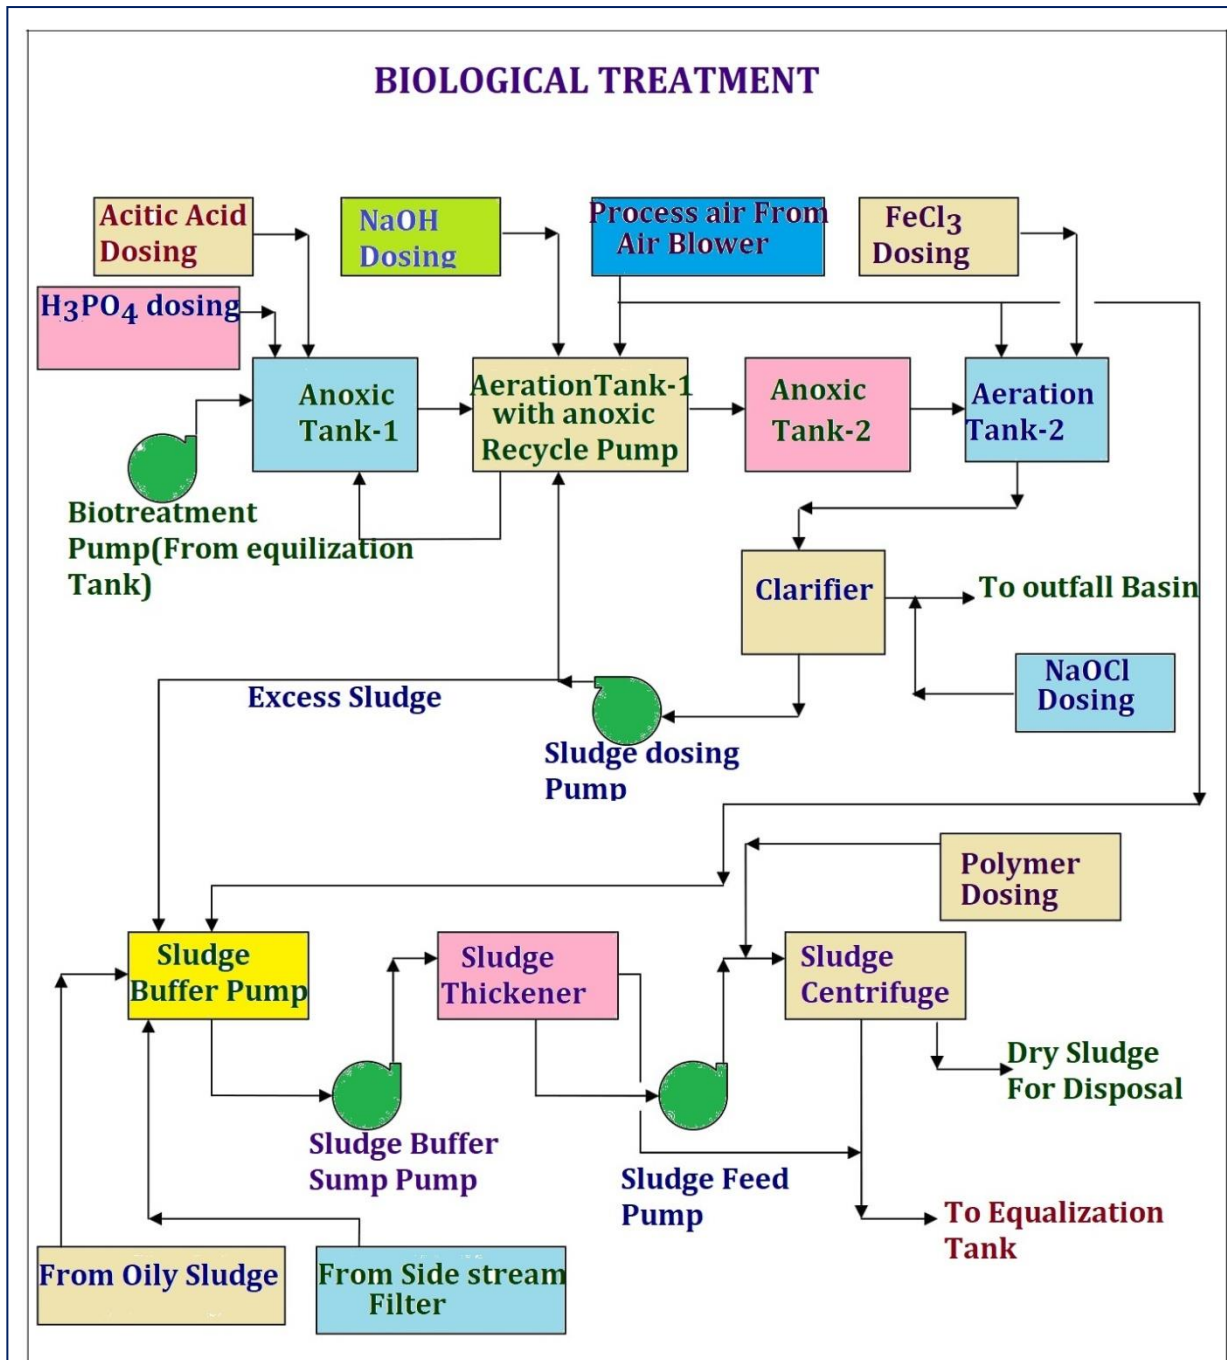 BIOLOGICAL TREATMENT
Acitic Acid
Dosing
NaOH
Dosing
Process air From
Air Blower
FeCl3
Dosing
H3PO4 dosing
Anoxic
Tank-1
AerationTank-1
with anoxic
Recycle Pump
Anoxic
Tank-2
Aeration
Tank-2
Biotreatment
Pump(From equilization
Tank)
Clarifier
To outfall Basin
NaOCl
Dosing
Excess Sludge
Sludge dosing
Pump
Polymer
Dosing
Sludge
Buffer Pump
Sludge
Thickener
Sludge
Centrifuge
Dry Sludge
For Disposal
Sludge Buffer
Sump Pump
Sludge Feed
Pump
To Equalization
Tank
From Oily Sludge
From Side stream
Filter